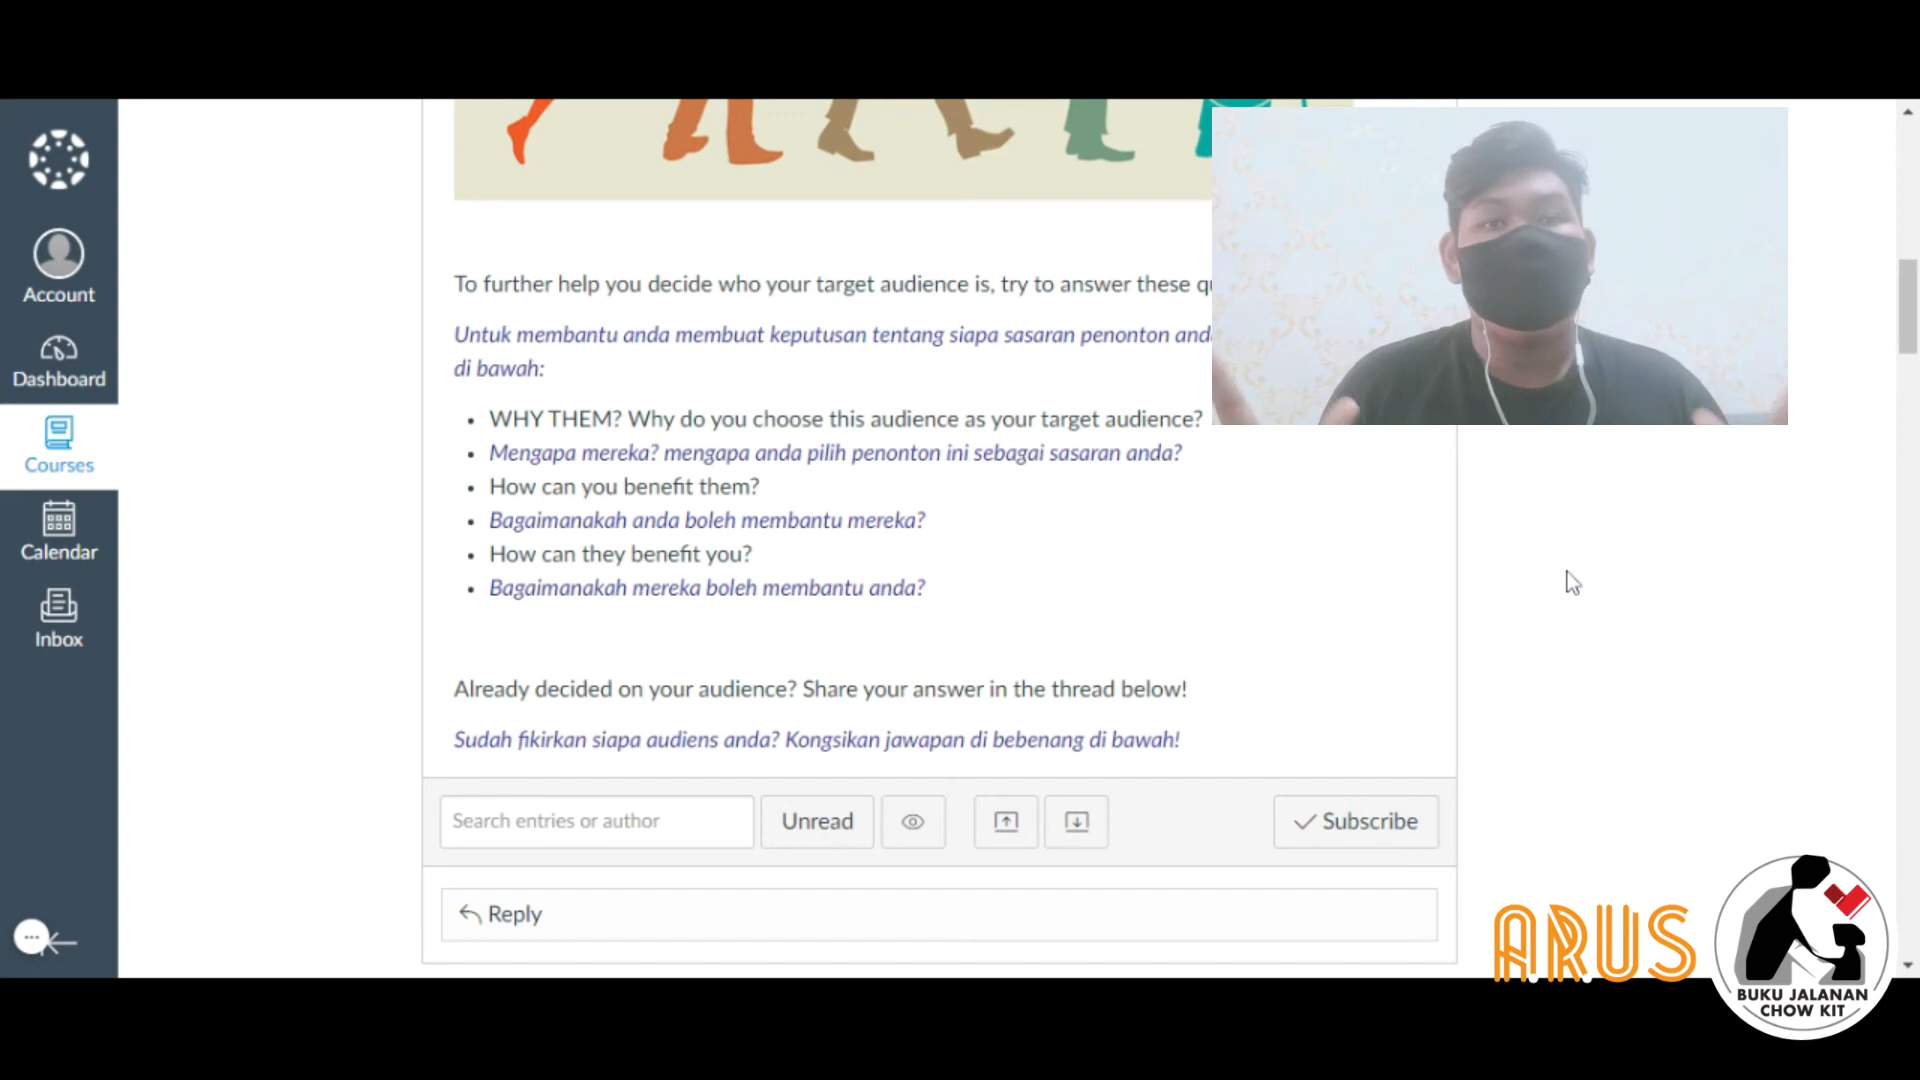 Account
Dashboard
Courses
Calendar
Inbox
To further help you decide who your target audience is, try to answer these
Untuk membantu anda membuat keputusan tentang siapa sasaran penonton
di bawah:
WHY THEM? Why do you choose this audience as your target audience?
Mengapa mereka? mengapa anda pilih penonton ini sebagai sasaran anda?
How can you benefit them?
Bagaimanakah anda boleh membantu mereka?
How can they benefit you?
Bagaimanakah mereka boleh membantu anda?
Already decided on your audience? Share your answer in the thread below!
Sudah fikirkan siapa audiens anda? Kongsikan jawapan di bebenang di bawah!
Search entries or author
Unread
Subscribe
Reply
A.R.U.S
BUKU JALANAN
CHOW KIT